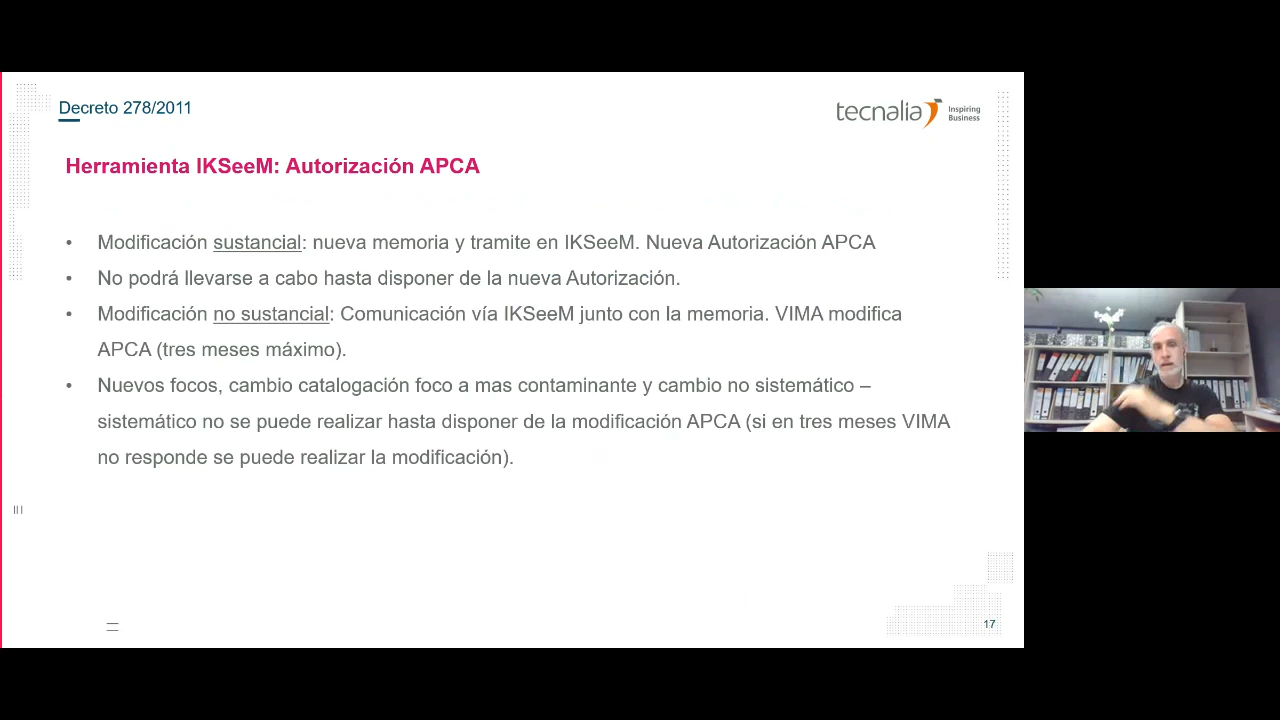 Decreto 278/2011
tecnalia Inspiring
Business
Herramienta IKSeeM: Autorización APCA
• Modificación sustancial: nueva memoria y tramite en IKSeeM. Nueva Autorización APCA
• No podrá llevarse a cabo hasta disponer de la nueva Autorización.
• Modificación no sustancial: Comunicación vía IKSeeM junto con la memoria. VIMA modifica
APCA (tres meses máximo).
• Nuevos focos, cambio catalogación foco a mas contaminante y cambio no sistemático –
sistemático no se puede realizar hasta disponer de la modificación APCA (si en tres meses VIMA
no responde se puede realizar la modificación).
17